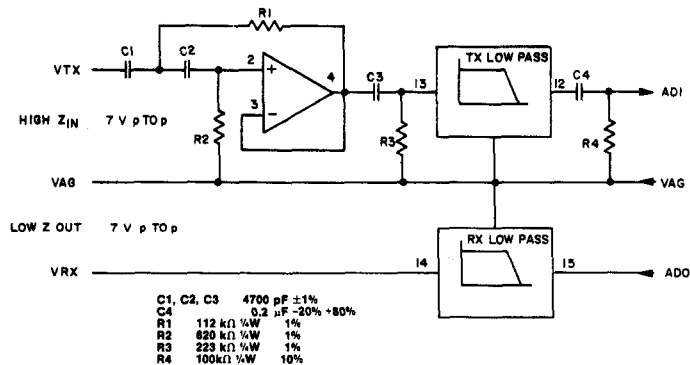 R1
C1
C2
VTX
2
+
4
C3
13
TX LOW PASS
12
C4
ADI
3
−
HIGH Z IN 7 V p TO p
R2
R3
R4
VAG
VAG
LOW Z OUT 7 V p TO p
RX LOW PASS
VRX
14
15
ADO
C1, C2, C3 4700 pF ±1%
C4 0.2 μF −20% +80%
R1 112 kΩ ¼W 1%
R2 620 kΩ ¼W 1%
R3 223 kΩ ¼W 1%
R4 100kΩ ¼W 10%